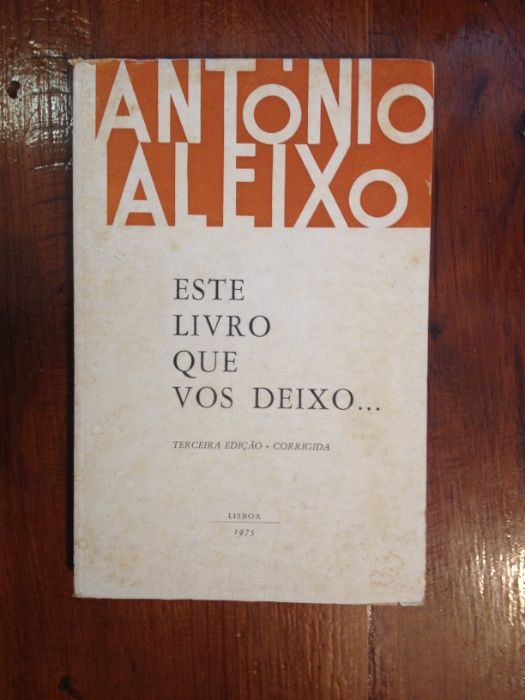 ANTÓNIO
ALEIXO
ESTE
LIVRO
QUE
VOS DEIXO...
TERCEIRA EDIÇÃO • CORRIGIDA
LISBOA
1975